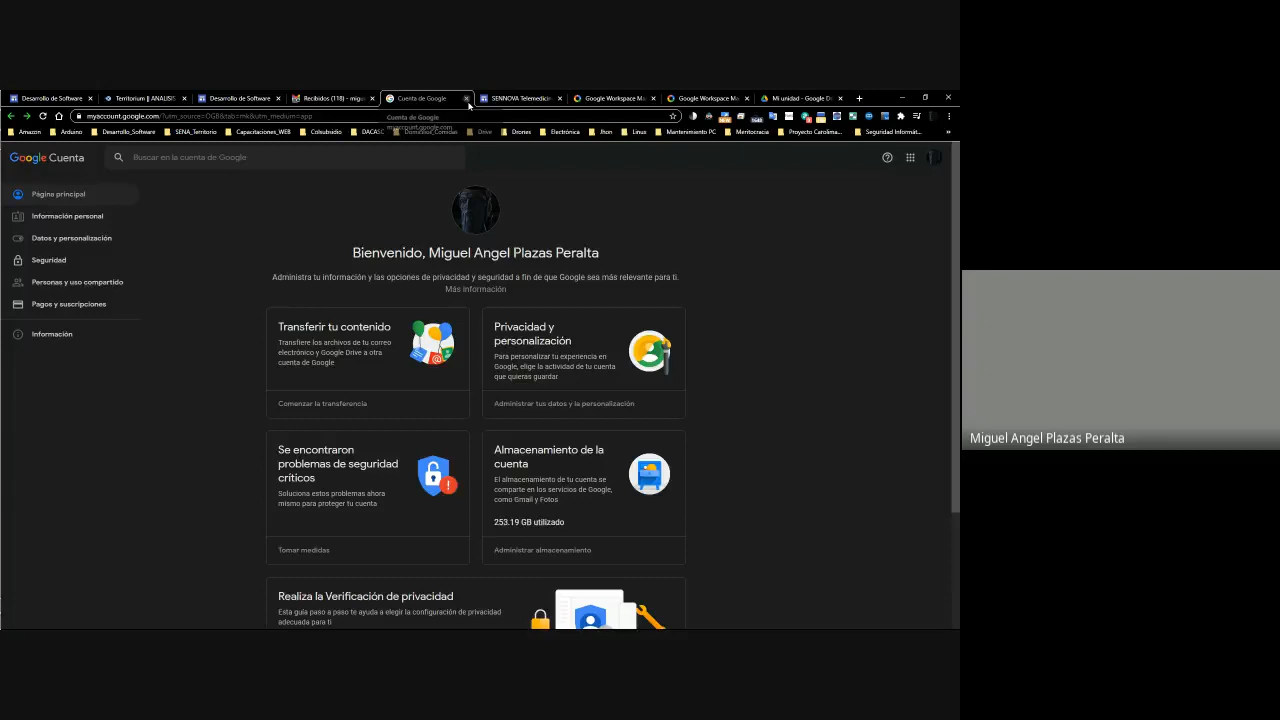 Desarrollo de Software
Territorium || ANALISIS
Desarrollo de Software
Recibidos (118) - migu
Cuenta de Google
SENNOVA Telemedicin
Google Workspace M
Google Workspace M
Mi unidad - Google D
myaccount.google.com/?utm_source=OGB&tab=mk&utm_medium=app
Cuenta de Google
myaccount.google.com
Amazon
Arduino
Desarrollo_Software
SENA_Territorio
Capacitaciones_WEB
Colsubsidio
DACASC
Drive
Drones
Electrónica
Jhon
Linux
Mantenimiento PC
Meritocracia
Proyecto Carolina...
Seguridad Informát...
Google Cuenta
Buscar en la cuenta de Google
Página principal
Información personal
Datos y personalización
Seguridad
Personas y uso compartido
Pagos y suscripciones
Información
Bienvenido, Miguel Angel Plazas Peralta
Administra tu información y las opciones de privacidad y seguridad a fin de que Google sea más relevante para ti.
Más información
Transferir tu contenido
Transfiere los archivos de tu correo
electrónico y Google Drive a otra
cuenta de Google
Comenzar la transferencia
Privacidad y
personalización
Para personalizar tu experiencia en
Google, elige la actividad de tu cuenta
que quieras guardar
Administrar tus datos y la personalización
Se encontraron
problemas de seguridad
críticos
Soluciona estos problemas ahora
mismo para proteger tu cuenta
Tomar medidas
Almacenamiento de la
cuenta
El almacenamiento de tu cuenta se
comparte en los servicios de Google,
como Gmail y Fotos
253.19 GB utilizado
Administrar almacenamiento
Realiza la Verificación de privacidad
Esta guía paso a paso te ayuda a elegir la configuración de privacidad
adecuada para ti
Miguel Angel Plazas Peralta